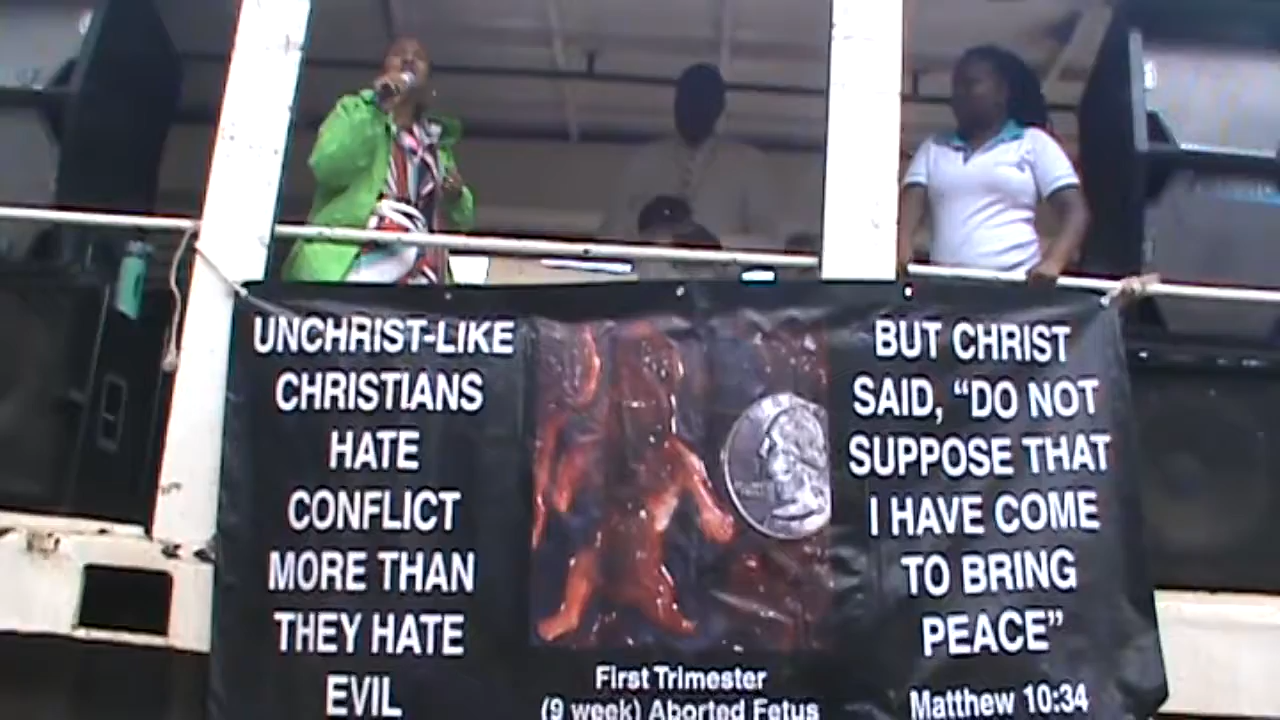 UNCHRIST-LIKE
CHRISTIANS
HATE
CONFLICT
MORE THAN
THEY HATE
EVIL
First Trimester
(9 week) Aborted Fetus
BUT CHRIST
SAID, “DO NOT
SUPPOSE THAT
I HAVE COME
TO BRING
PEACE”
Matthew 10:34